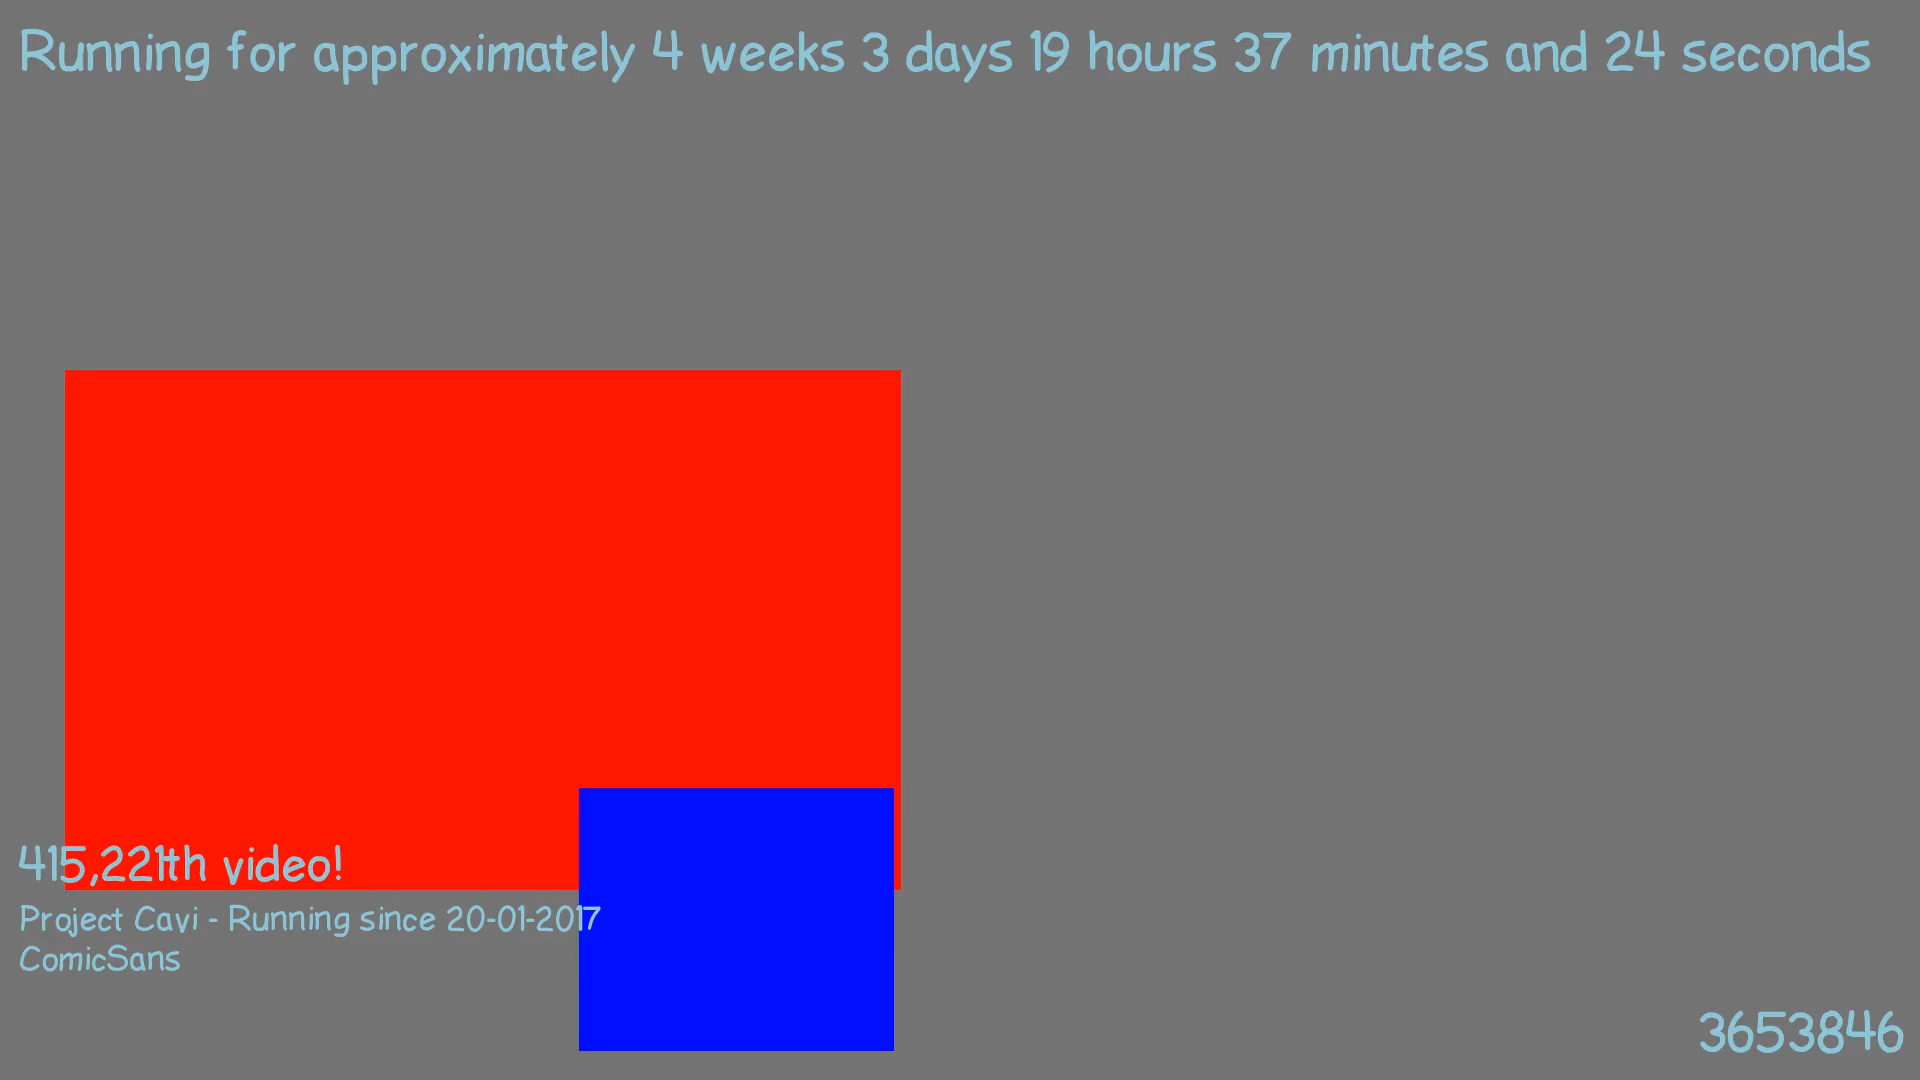 Running for approximately 4 weeks 3 days 19 hours 37 minutes and 24 seconds
415,221th video!
Project Cavi - Running since 20-01-2017
ComicSans
3653846